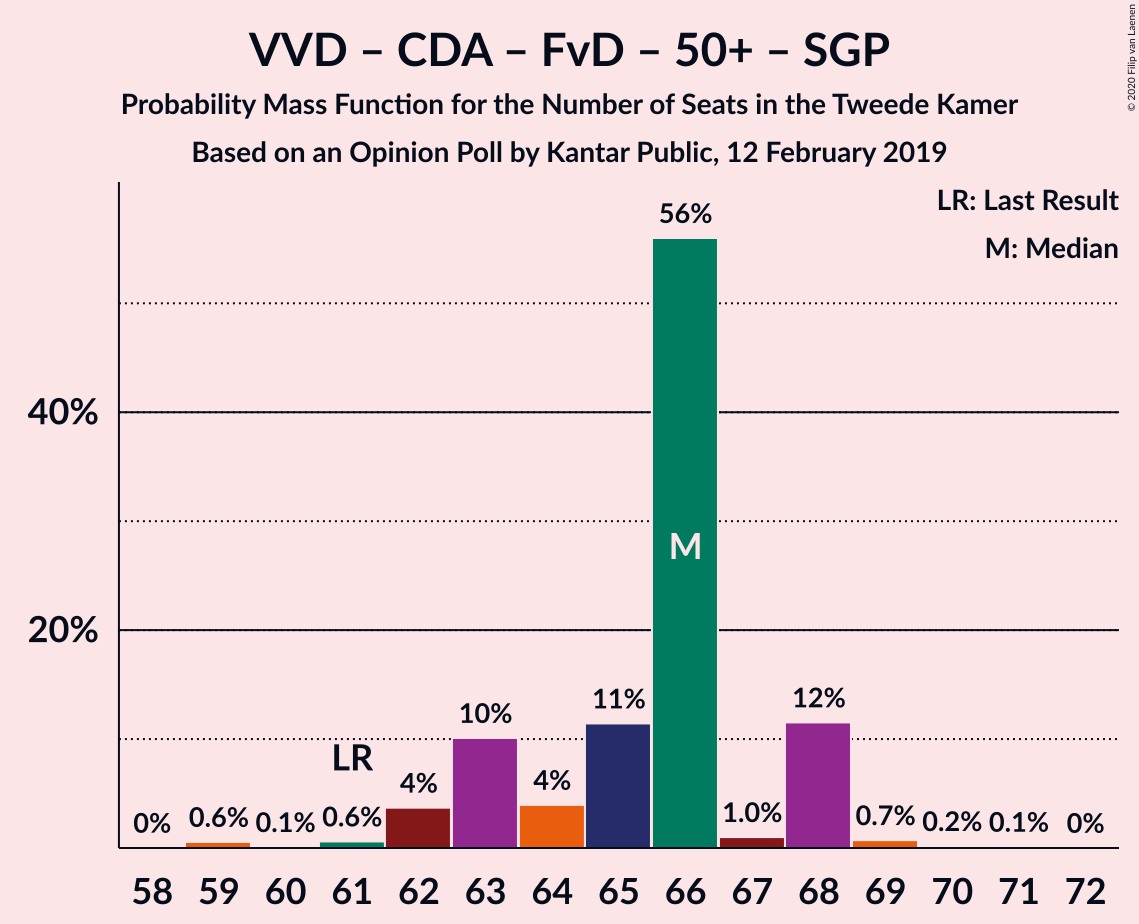 VVD – CDA – FvD – 50+ – SGP
Probability Mass Function for the Number of Seats in the Tweede Kamer
Based on an Opinion Poll by Kantar Public, 12 February 2019
© 2020 Filip van Laenen
LR: Last Result
M: Median
56%
40%
M
20%
0% 0.6% 0.1% 0.6% 4% 10% 4% 11% 1.0% 12% 0.7% 0.2% 0.1% 0%
LR
58 59 60 61 62 63 64 65 66 67 68 69 70 71 72